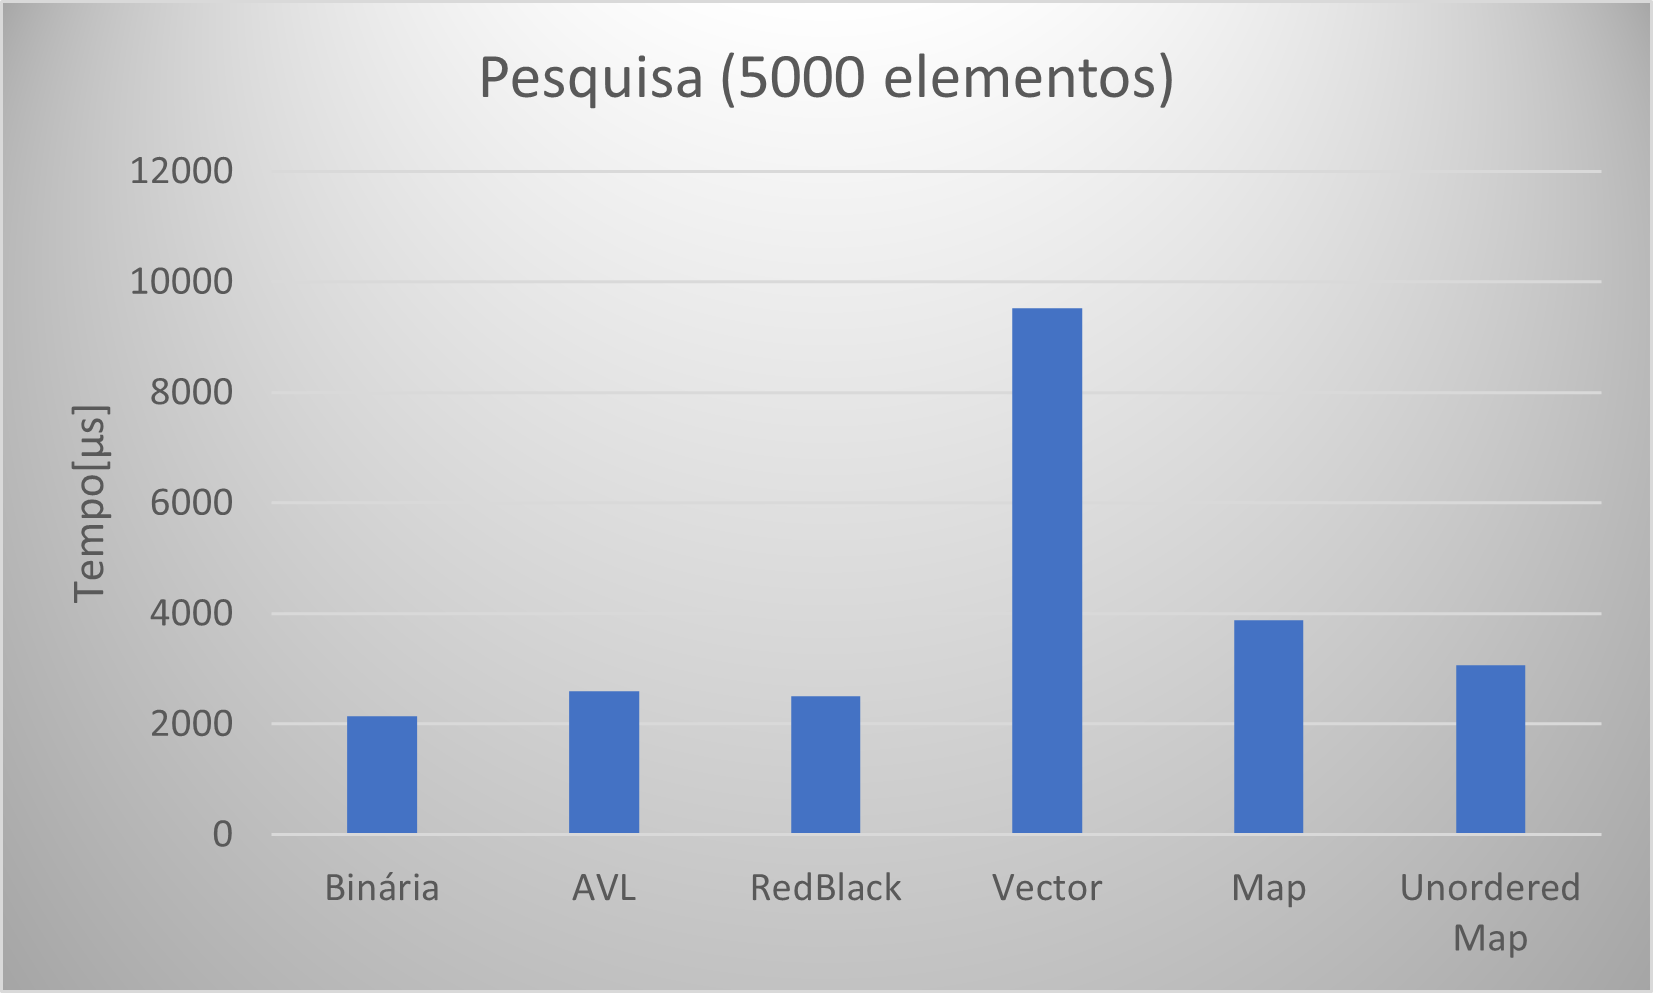 Pesquisa (5000 elementos)
12000
10000
8000
6000
4000
2000
0
Tempo[µs]
Binária
AVL
RedBlack
Vector
Map
Unordered
Map